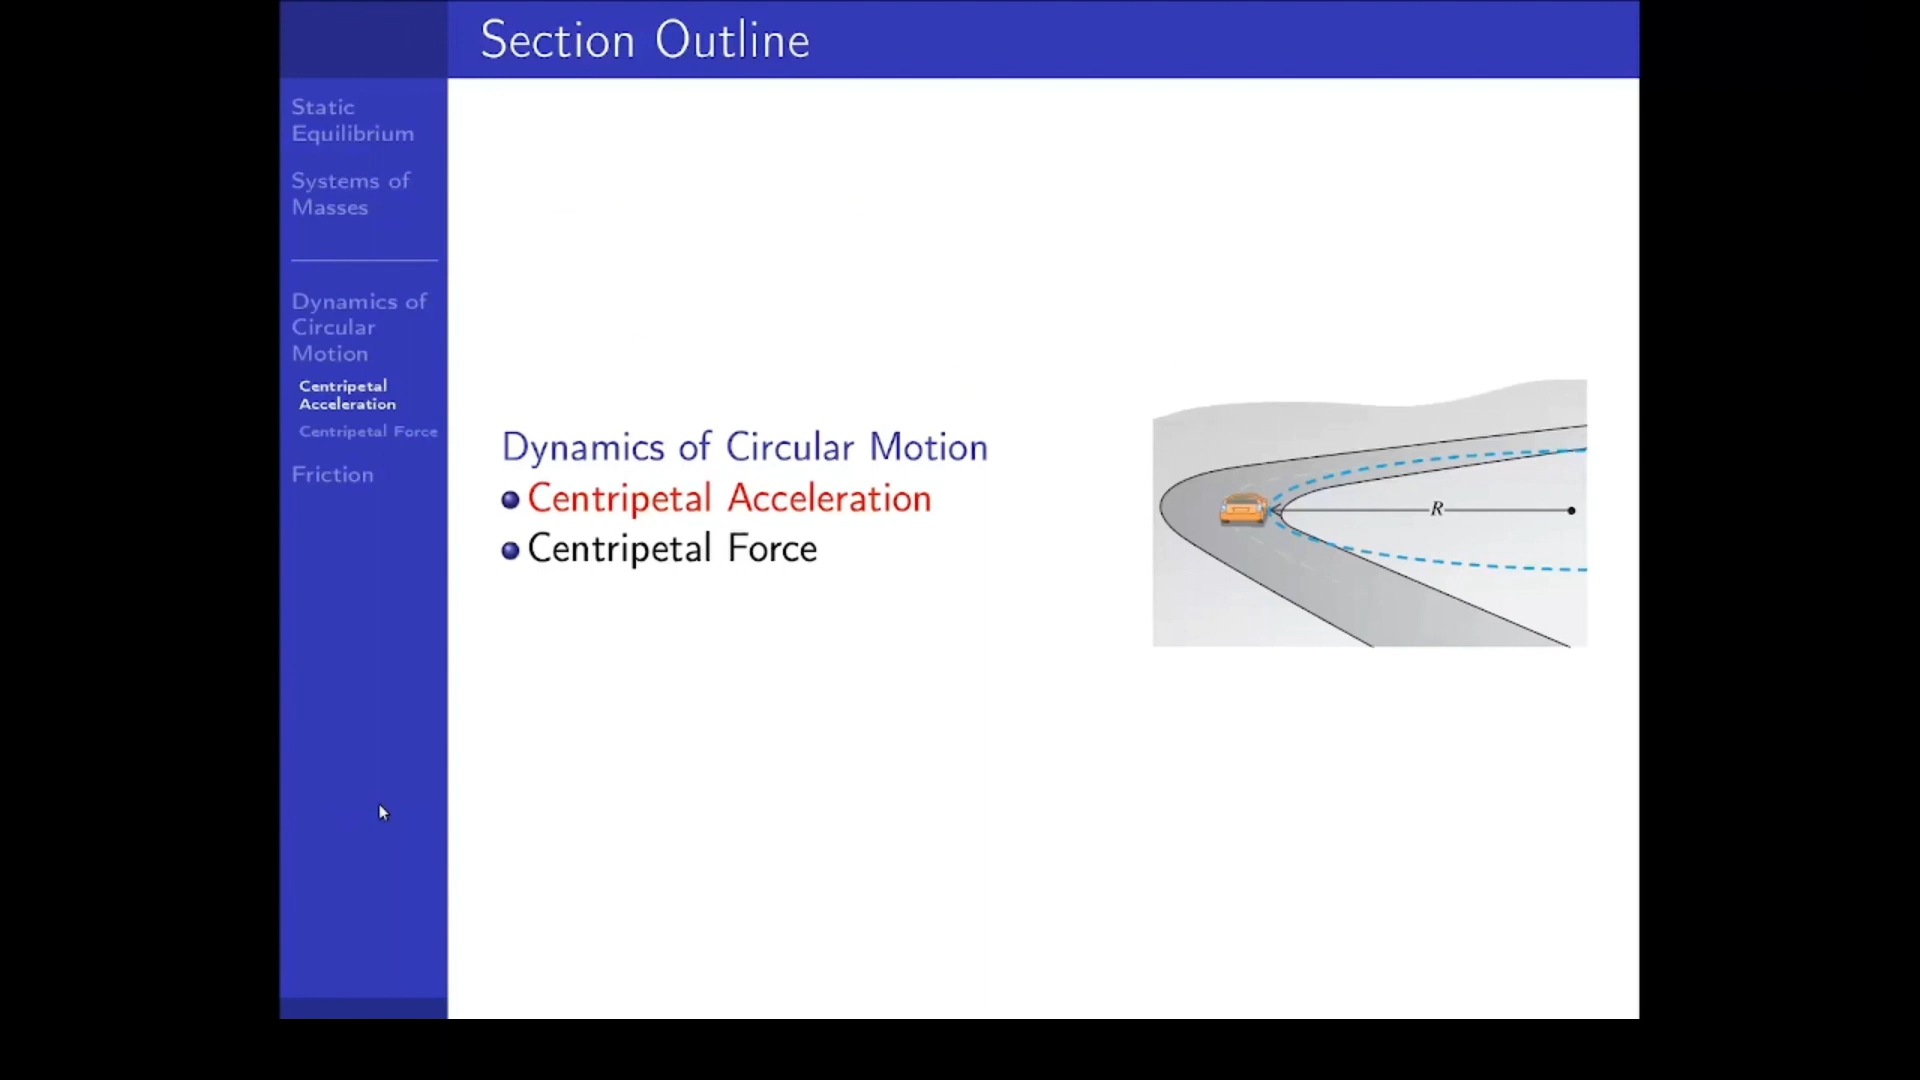 Section Outline
Static
Equilibrium
Systems of
Masses
Dynamics of
Circular
Motion
Centripetal
Acceleration
Centripetal Force
Friction
Dynamics of Circular Motion
Centripetal Acceleration
Centripetal Force
R